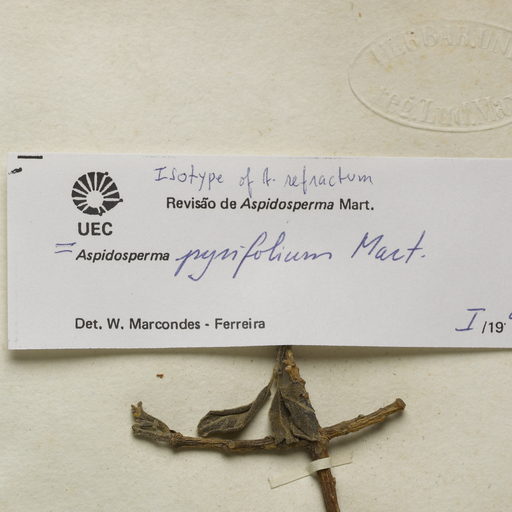 Isotype of A. refractum
Revisão de Aspidosperma Mart.
UEC
= Aspidosperma pyrifolium Mart.
Det. W. Marcondes - Ferreira
I/19